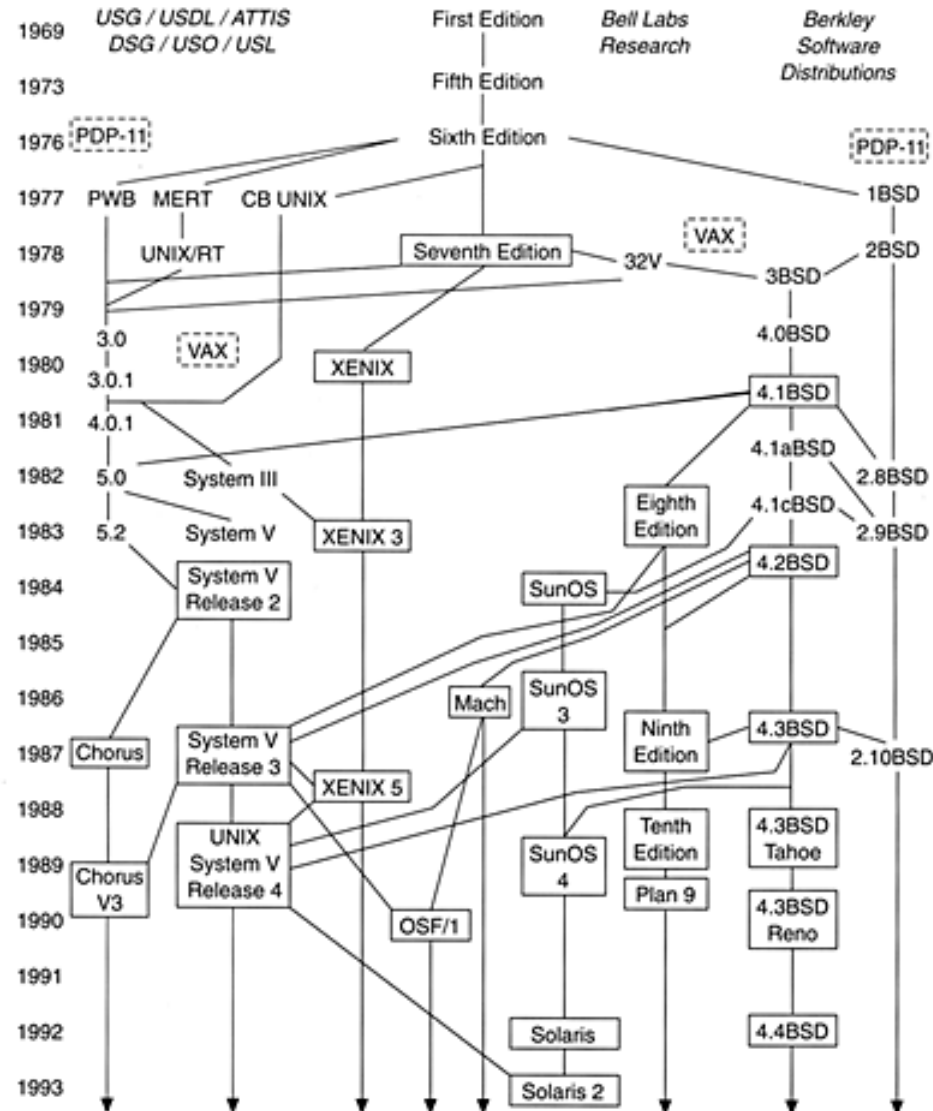 USG / USDL / ATTIS
DSG / USO / USL
Bell Labs
Research
Berkley
Software
Distributions
1969
First Edition
1973
Fifth Edition
1976
PDP-11
Sixth Edition
PDP-11
1977
PWB
MERT
CB UNIX
1BSD
1978
UNIX/RT
Seventh Edition
32V
VAX
3BSD
2BSD
1979
3.0
VAX
4.0BSD
1980
3.0.1
XENIX
4.1BSD
1981
4.0.1
4.1aBSD
1982
5.0
System III
2.8BSD
Eighth
Edition
4.1cBSD
1983
5.2
System V
XENIX 3
2.9BSD
4.2BSD
1984
System V
Release 2
SunOS
1985
1986
Mach
SunOS
3
1987
Chorus
System V
Release 3
Ninth
Edition
4.3BSD
2.10BSD
XENIX 5
1988
UNIX
System V
Release 4
Tenth
Edition
4.3BSD
Tahoe
1989
Chorus
V3
SunOS
4
Plan 9
1990
OSF/1
4.3BSD
Reno
1991
1992
Solaris
4.4BSD
1993
Solaris 2